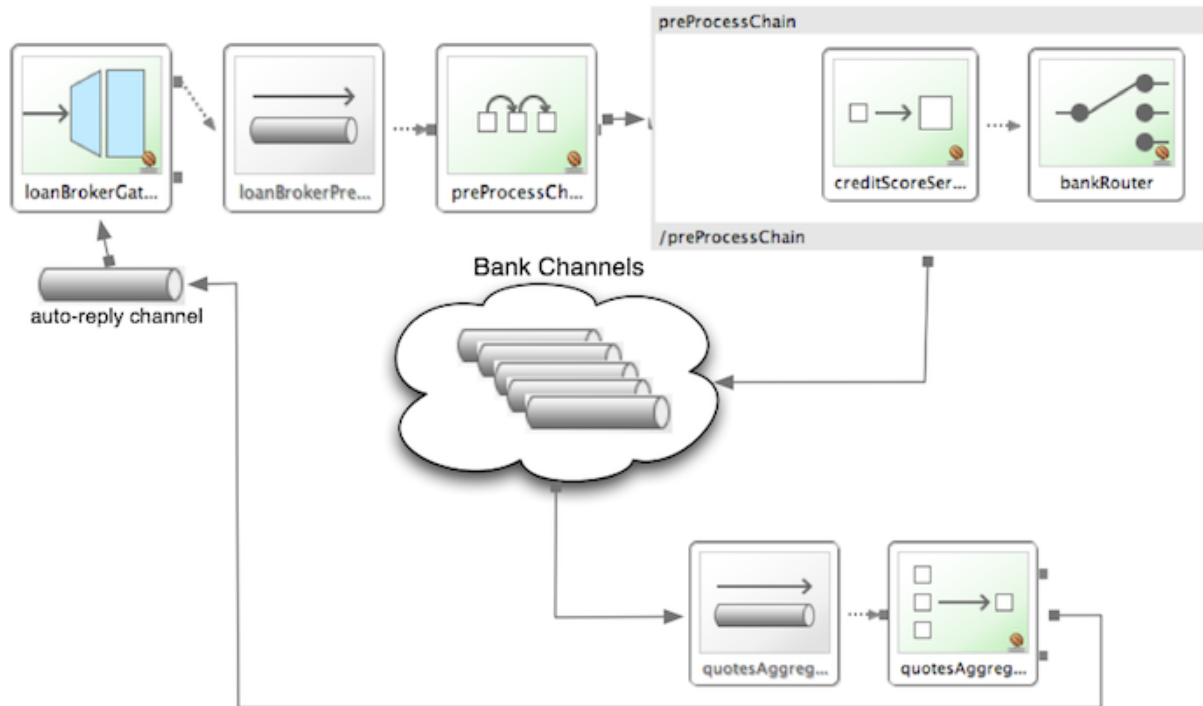 preProcessChain
loanBrokerGat...
loanBrokerPre...
preProcessCh...
creditScoreSer...
bankRouter
/preProcessChain
auto-reply channel
Bank Channels
quotesAggreg...
quotesAggreg...